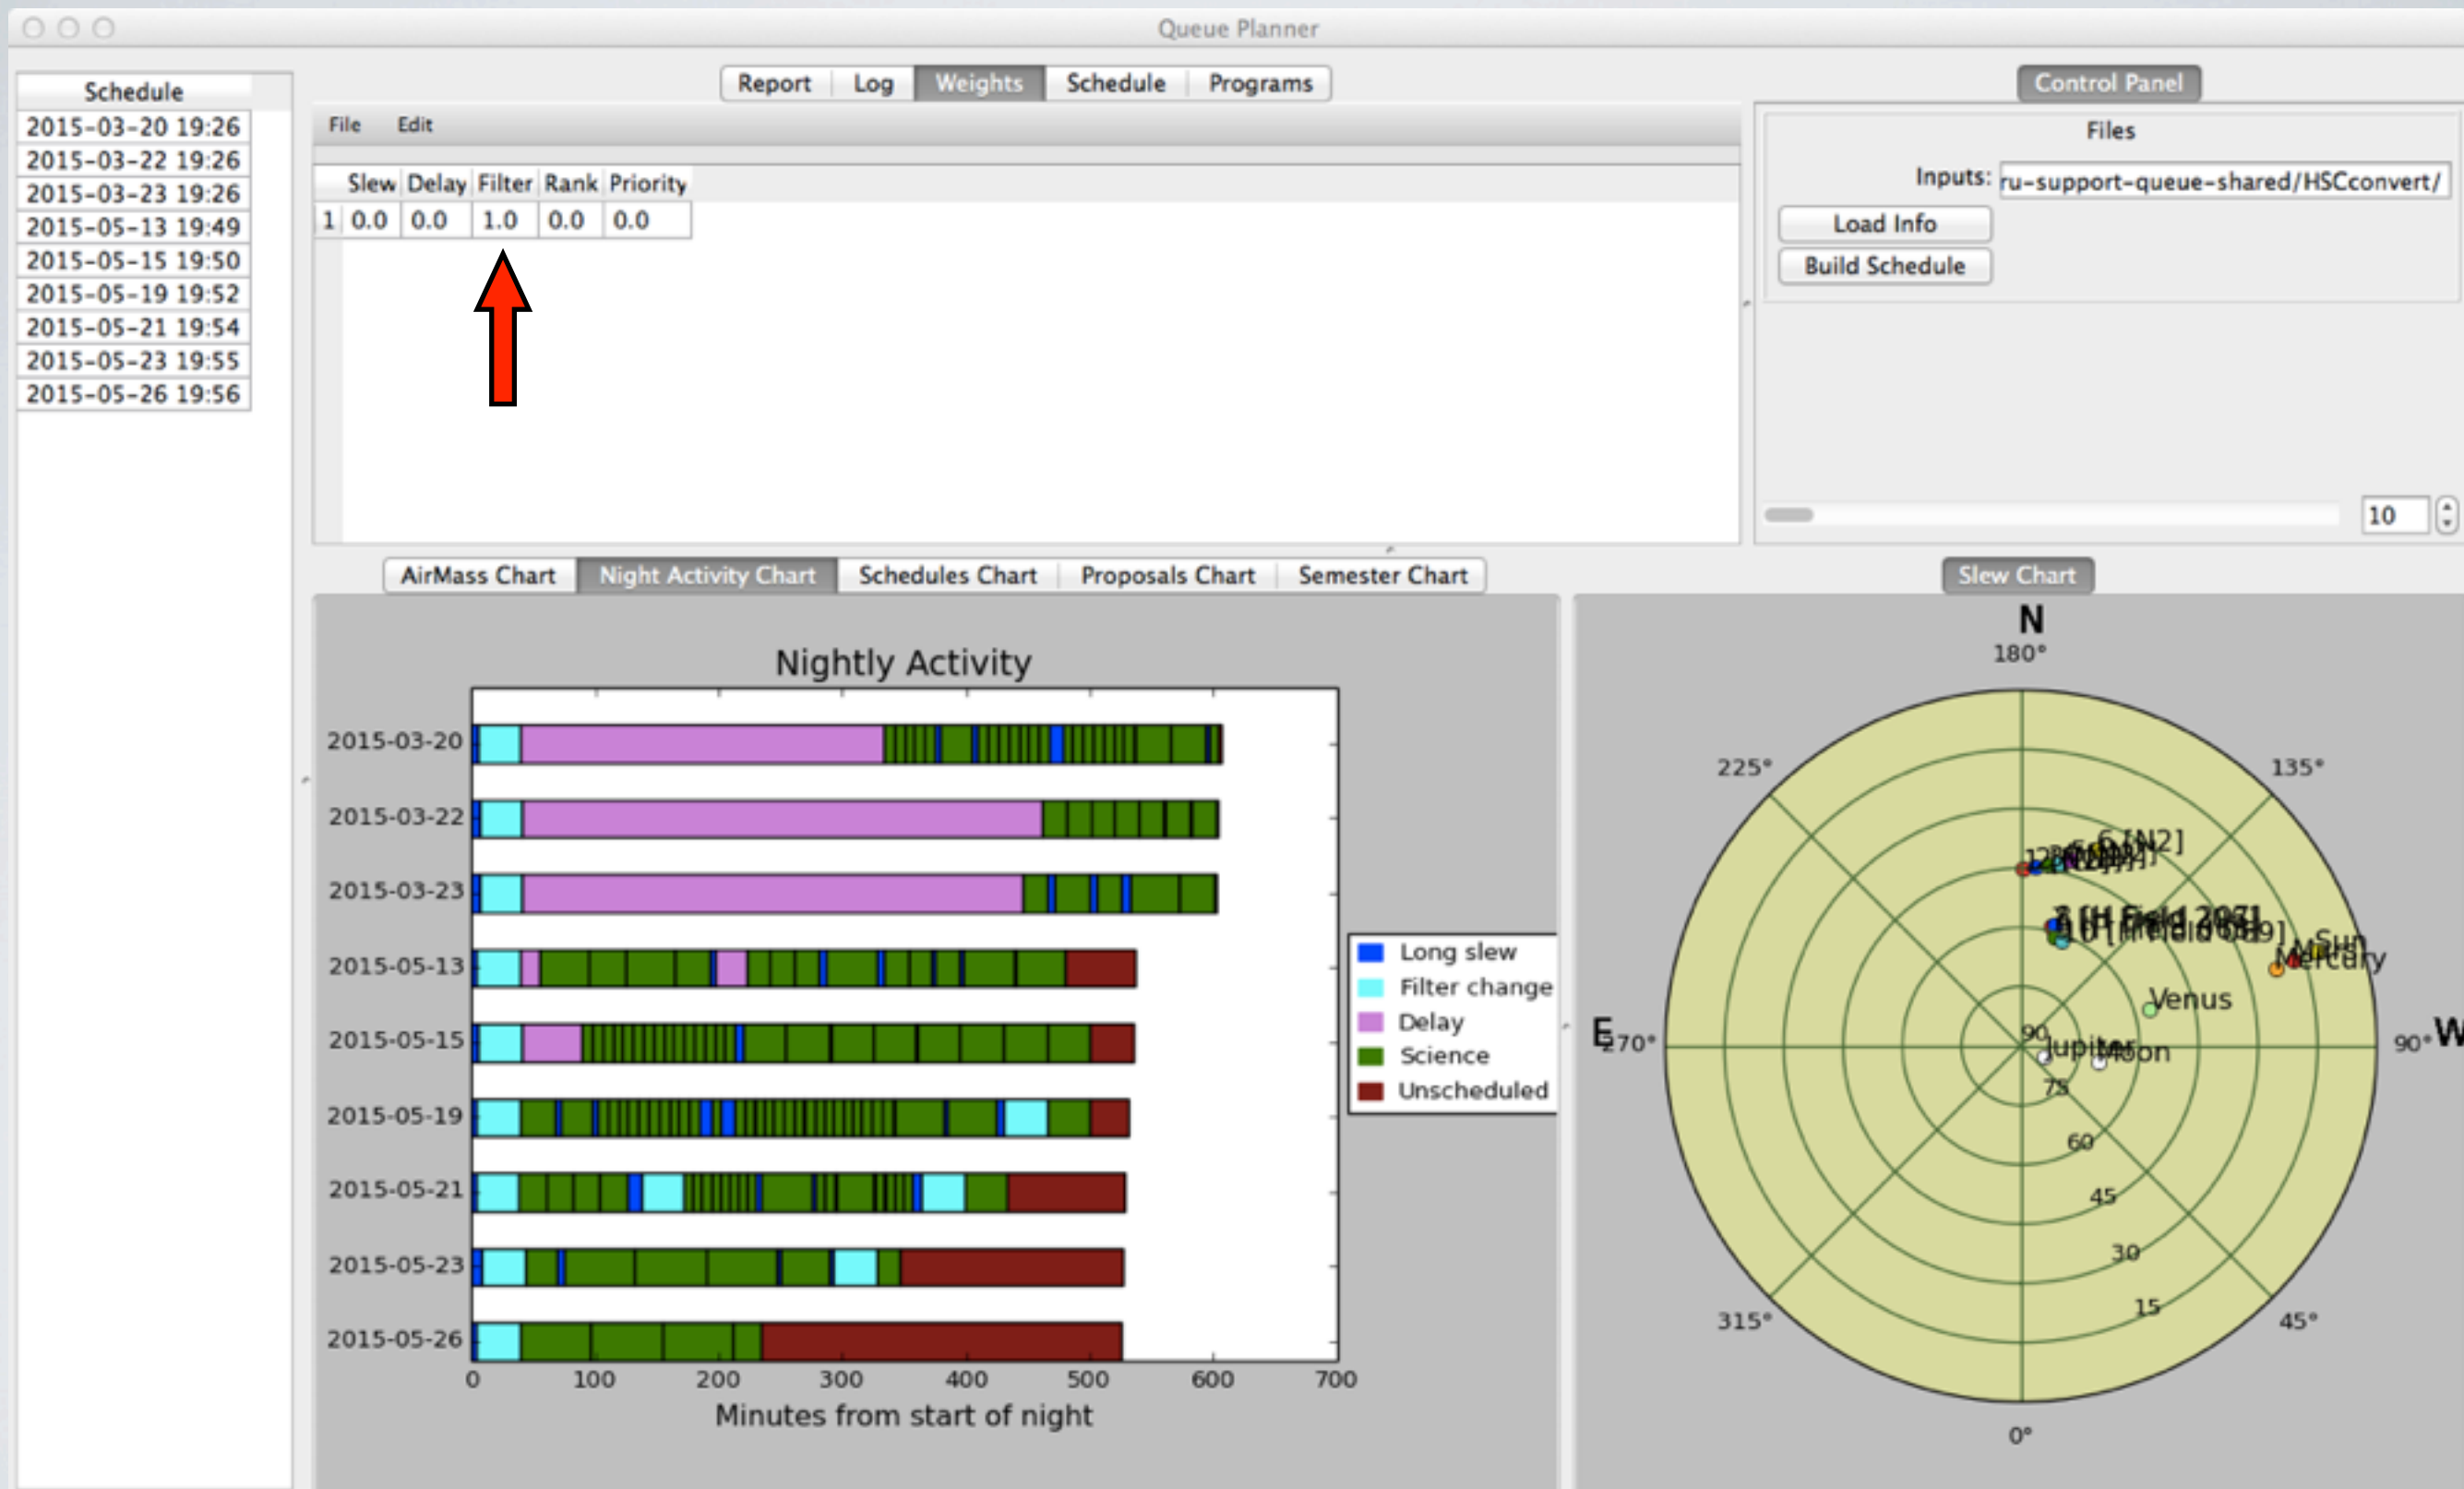 Queue Planner
Schedule
2015-03-20 19:26
2015-03-22 19:26
2015-03-23 19:26
2015-05-13 19:49
2015-05-15 19:50
2015-05-19 19:52
2015-05-21 19:54
2015-05-23 19:55
2015-05-26 19:56
Report Log Weights Schedule Programs
File Edit
Slew Delay Filter Rank Priority
1 0.0 0.0 1.0 0.0 0.0
Control Panel
Files
Inputs: ru-support-queue-shared/HSCconvert/
Load Info
Build Schedule
10
AirMass Chart Night Activity Chart Schedules Chart Proposals Chart Semester Chart
Nightly Activity
2015-03-20
2015-03-22
2015-03-23
2015-05-13
2015-05-15
2015-05-19
2015-05-21
2015-05-23
2015-05-26
0 100 200 300 400 500 600 700
Minutes from start of night
Long slew
Filter change
Delay
Science
Unscheduled
Slew Chart
N
180°
225° 135°
6 [N2]
Sun
Mars
Mercury
Venus
E 270° 90° W
90
Jupiter Moon
75
60
45
30
15
315° 45°
0°